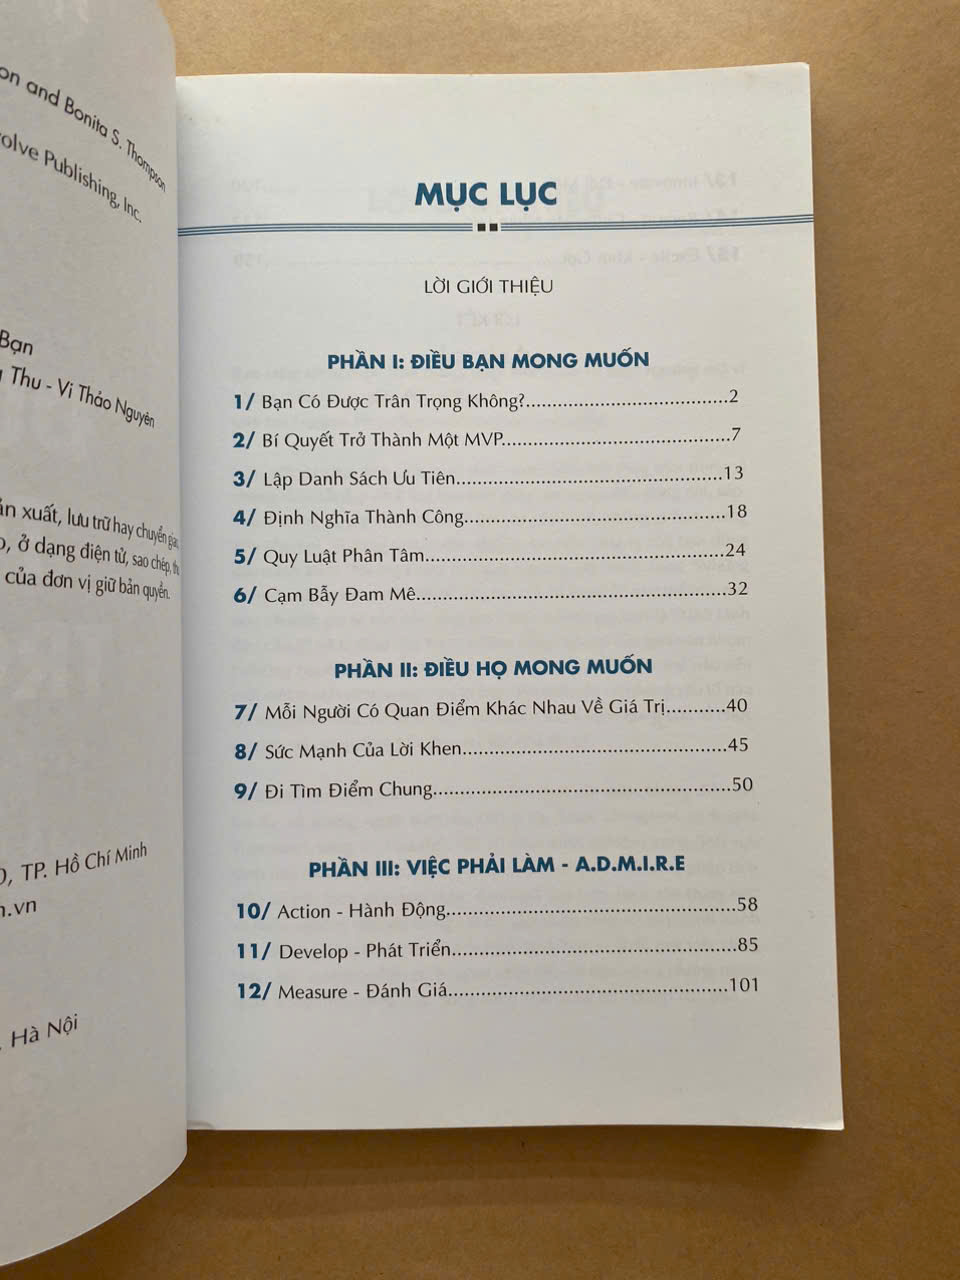 on and Bonita S. Thompson
olve Publishing, Inc.
Bạn
Thu - Vi Thảo Nguyên
ản xuất, lưu trữ hay chuyển giao
, ở dạng điện tử, sao chép, thu
của đơn vị giữ bản quyền.
, TP. Hồ Chí Minh
.vn
. Hà Nội
MỤC LỤC
LỜI GIỚI THIỆU
PHẦN I: ĐIỀU BẠN MONG MUỐN
1/ Bạn Có Được Trân Trọng Không?..............................2
2/ Bí Quyết Trở Thành Một MVP..................................7
3/ Lập Danh Sách Ưu Tiên.........................................13
4/ Định Nghĩa Thành Công........................................18
5/ Quy Luật Phân Tâm..............................................24
6/ Cạm Bẫy Đam Mê................................................32
PHẦN II: ĐIỀU HỌ MONG MUỐN
7/ Mỗi Người Có Quan Điểm Khác Nhau Về Giá Trị..........40
8/ Sức Mạnh Của Lời Khen........................................45
9/ Đi Tìm Điểm Chung..............................................50
PHẦN III: VIỆC PHẢI LÀM - A.D.M.I.R.E
10/ Action - Hành Động............................................58
11/ Develop - Phát Triển...........................................85
12/ Measure - Đánh Giá...........................................101